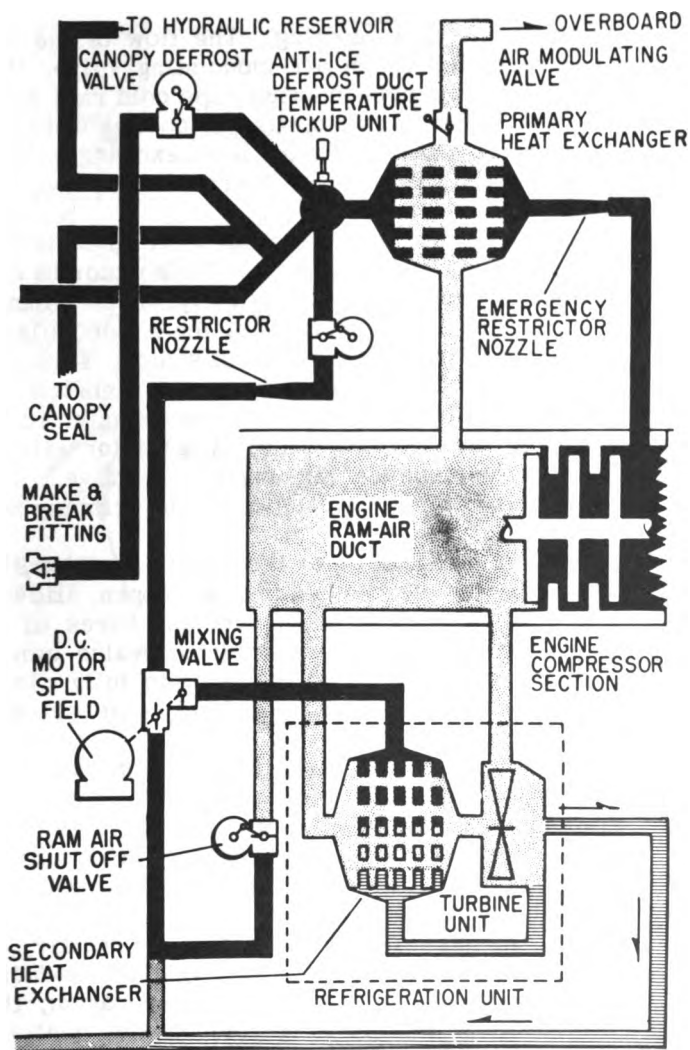 TO HYDRAULIC RESERVOIR
OVERBOARD
CANOPY DEFROST
VALVE
ANTI-ICE
DEFROST DUCT
TEMPERATURE
PICKUP UNIT
AIR MODULATING
VALVE
PRIMARY
HEAT EXCHANGER
RESTRICTOR
NOZZLE
EMERGENCY
RESTRICTOR
NOZZLE
TO
CANOPY
SEAL
MAKE &
BREAK
FITTING
ENGINE
RAM-AIR
DUCT
D.C.
MOTOR
SPLIT
FIELD
MIXING
VALVE
ENGINE
COMPRESSOR
SECTION
RAM AIR
SHUT OFF
VALVE
TURBINE
UNIT
SECONDARY
HEAT
EXCHANGER
REFRIGERATION UNIT